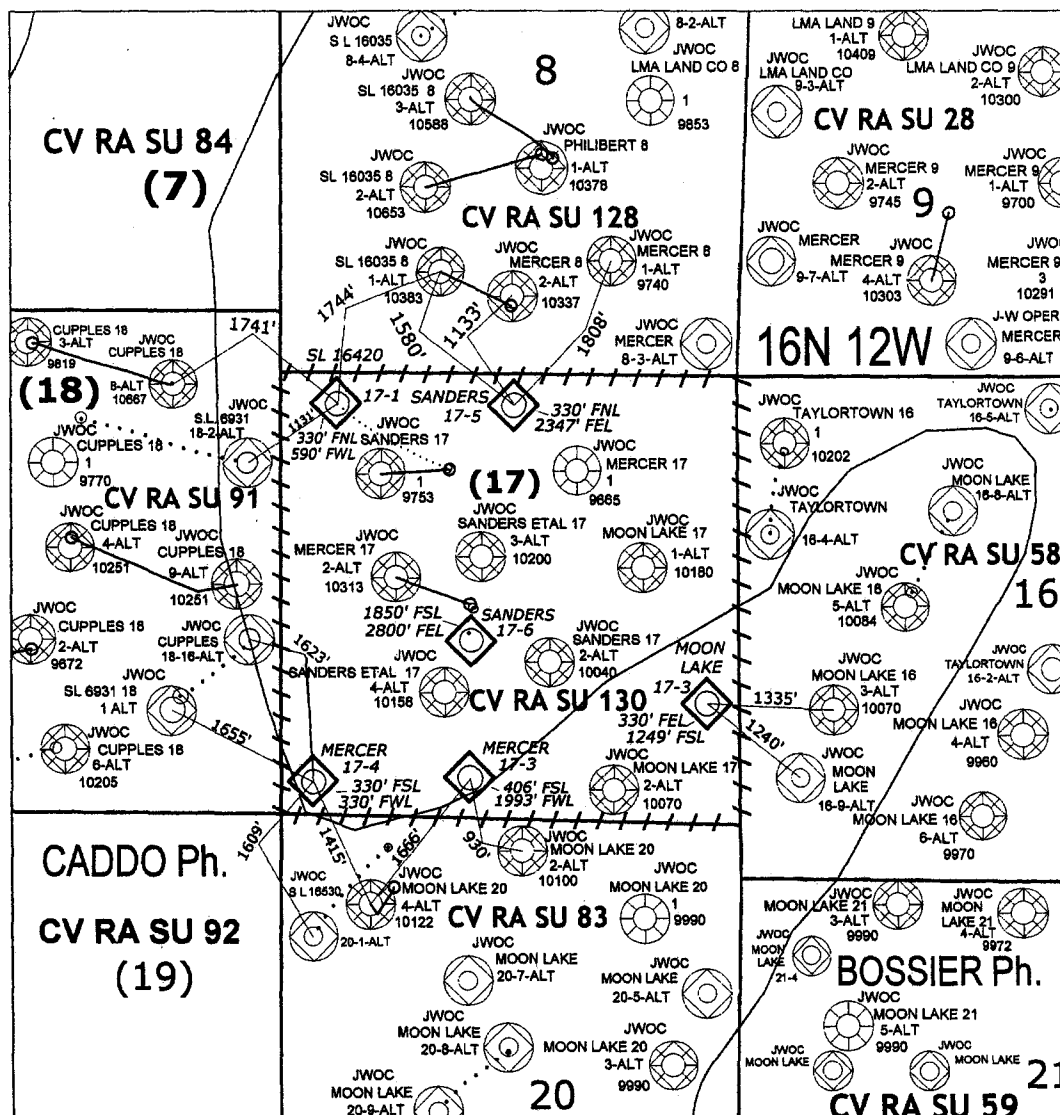 JWOC
S L 16035
8-4-ALT
8
8-2-ALT
JWOC
LMA LAND CO 8
1
9853
JWOC
SL 16035 8
3-ALT
10588
JWOC
PHILIBERT 8
1-ALT
10378
JWOC
SL 16035 8
2-ALT
10653
CV RA SU 128
JWOC
SL 16035 8
1-ALT
10383
JWOC
MERCER 8
2-ALT
10337
JWOC
MERCER 8
1-ALT
9740
JWOC
MERCER
8-3-ALT
1744'
1580'
1133'
1808'
LMA LAND 9
1-ALT
10409
JWOC
LMA LAND CO 9
2-ALT
10300
JWOC
LMA LAND CO
9-3-ALT
CV RA SU 28
JWOC
MERCER 9
2-ALT
9745
9
JWOC
MERCER 9
1-ALT
9700
JWOC
MERCER
9-7-ALT
JWOC
MERCER 9
4-ALT
10303
JWOC
MERCER 9
3
10291
16N 12W
J-W OPER
MERCER
9-6-ALT
CV RA SU 84
(7)
CUPPLES 18
3-ALT
9819
JWOC
CUPPLES 18
8-ALT
10667
1741'
(18)
JWOC
S.L. 6931
18-2-ALT
1131'
JWOC
CUPPLES 18
1
9770
CV RA SU 91
JWOC
CUPPLES 18
4-ALT
10251
JWOC
CUPPLES 18
9-ALT
10251
JWOC
CUPPLES 18
2-ALT
9672
JWOC
CUPPLES
18-16-ALT
1623'
JWOC
SL 6931 18
1 ALT
1655'
JWOC
CUPPLES 18
6-ALT
10205
SL 16420
17-1
330' FNL
590' FWL
SANDERS
17-5
330' FNL
2347' FEL
JWOC
SANDERS 17
1
9753
(17)
JWOC
MERCER 17
1
9665
JWOC
SANDERS ETAL 17
3-ALT
10200
JWOC
MOON LAKE 17
1-ALT
10180
JWOC
MERCER 17
2-ALT
10313
1850' FSL
2800' FEL
SANDERS
17-6
JWOC
SANDERS 17
2-ALT
10040
JWOC
SANDERS ETAL 17
4-ALT
10158
CV RA SU 130
MOON
LAKE
17-3
330' FEL
1249' FSL
1335'
1240'
MERCER
17-4
330' FSL
330' FWL
MERCER
17-3
406' FSL
1993' FWL
JWOC
MOON LAKE 17
2-ALT
10070
JWOC
TAYLORTOWN 16
1
10202
JWOC
TAYLORTOWN
16-5-ALT
JWOC
TAYLORTOWN
16-4-ALT
JWOC
MOON LAKE
16-8-ALT
CV RA SU 58
16
JWOC
MOON LAKE 16
5-ALT
10084
JWOC
TAYLORTOWN
16-2-ALT
JWOC
MOON LAKE 16
3-ALT
10070
JWOC
MOON LAKE 16
4-ALT
9960
JWOC
MOON
LAKE
16-9-ALT
JWOC
MOON LAKE 16
6-ALT
9970
CADDO Ph.
CV RA SU 92
(19)
1609'
1415'
1666'
930'
JWOC
S L 16530
20-1-ALT
JWOC
MOON LAKE 20
4-ALT
10122
JWOC
MOON LAKE 20
2-ALT
10100
CV RA SU 83
JWOC
MOON LAKE 20
1
9990
JWOC
MOON LAKE
20-7-ALT
JWOC
MOON LAKE
20-5-ALT
JWOC
MOON LAKE
20-8-ALT
JWOC
MOON LAKE 20
3-ALT
9990
JWOC
MOON LAKE
20-9-ALT
20
JWOC
MOON LAKE 21
3-ALT
9990
JWOC
MOON
LAKE 21
4-ALT
9972
JWOC
MOON
LAKE
21-4
BOSSIER Ph.
JWOC
MOON LAKE 21
5-ALT
9990
JWOC
MOON LAKE
JWOC
MOON LAKE
21
CV RA SU 59